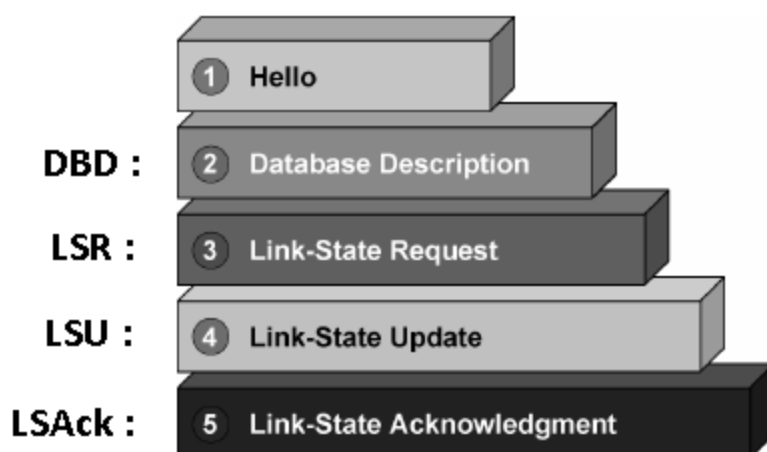 1 Hello
DBD : 2 Database Description
LSR : 3 Link-State Request
LSU : 4 Link-State Update
LSAck : 5 Link-State Acknowledgment